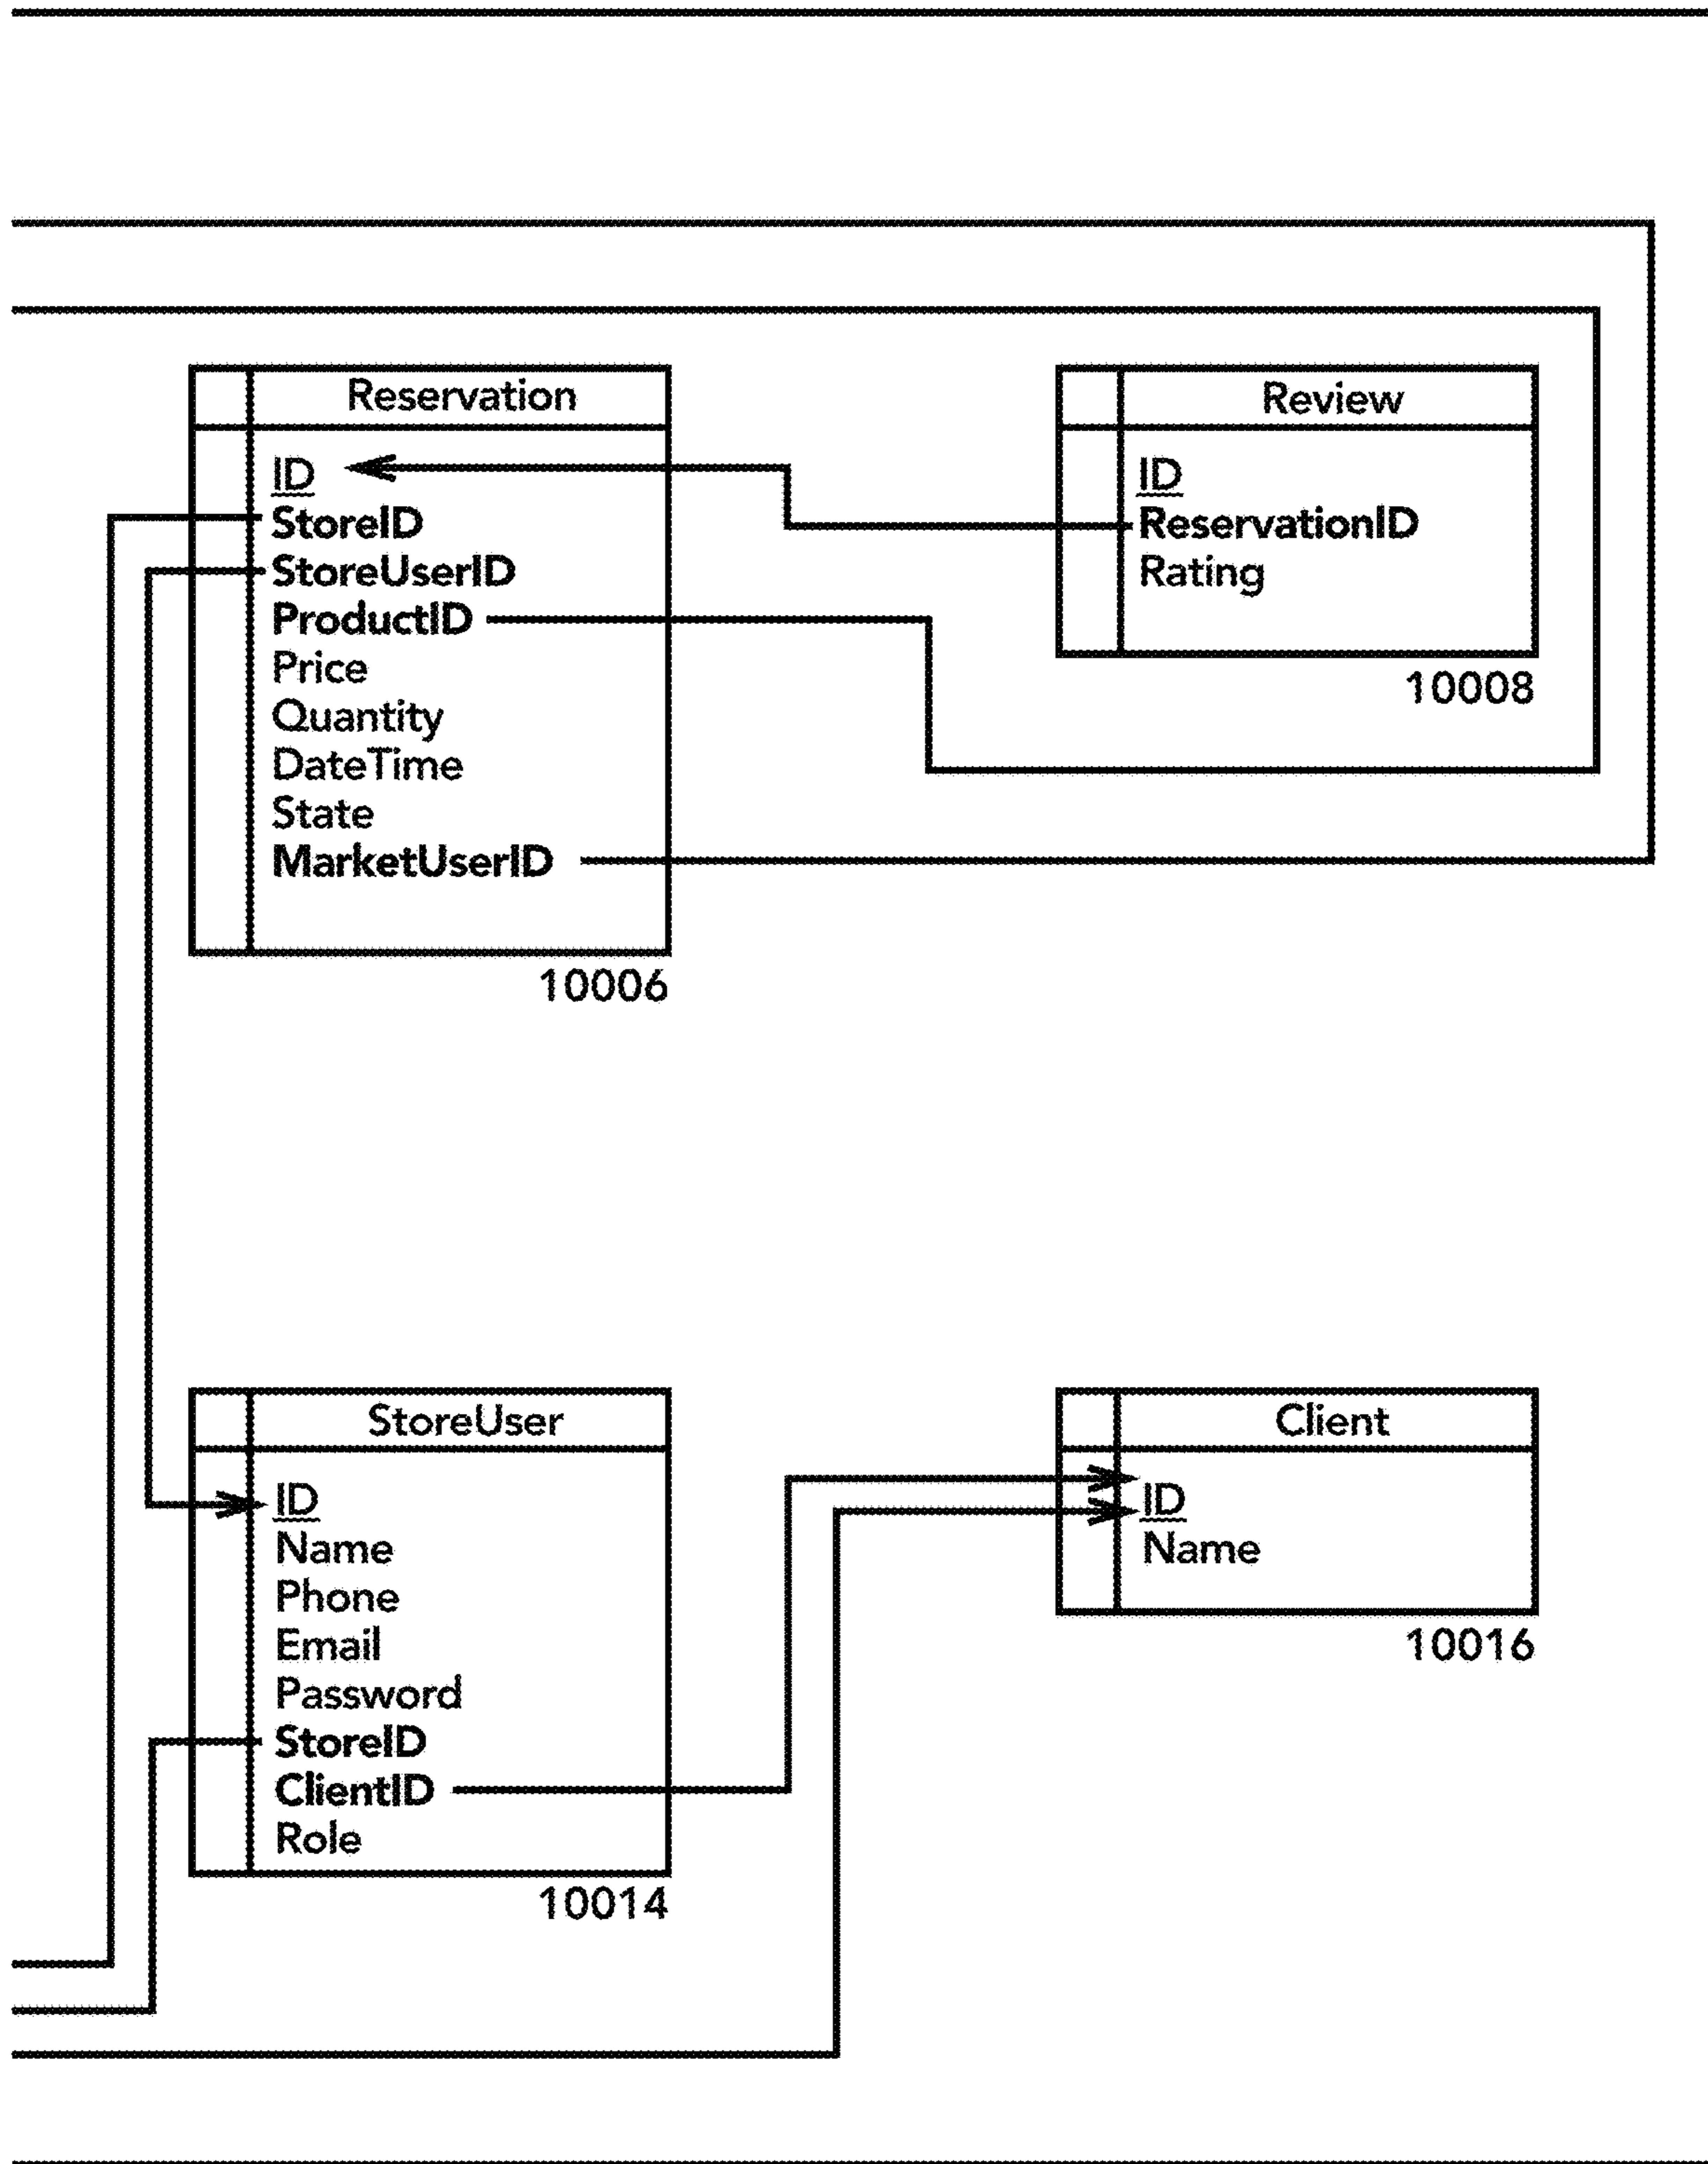 Reservation
ID
StoreID
StoreUserID
ProductID
Price
Quantity
DateTime
State
MarketUserID
10006
Review
ID
ReservationID
Rating
10008
StoreUser
ID
Name
Phone
Email
Password
StoreID
ClientID
Role
10014
Client
ID
Name
10016